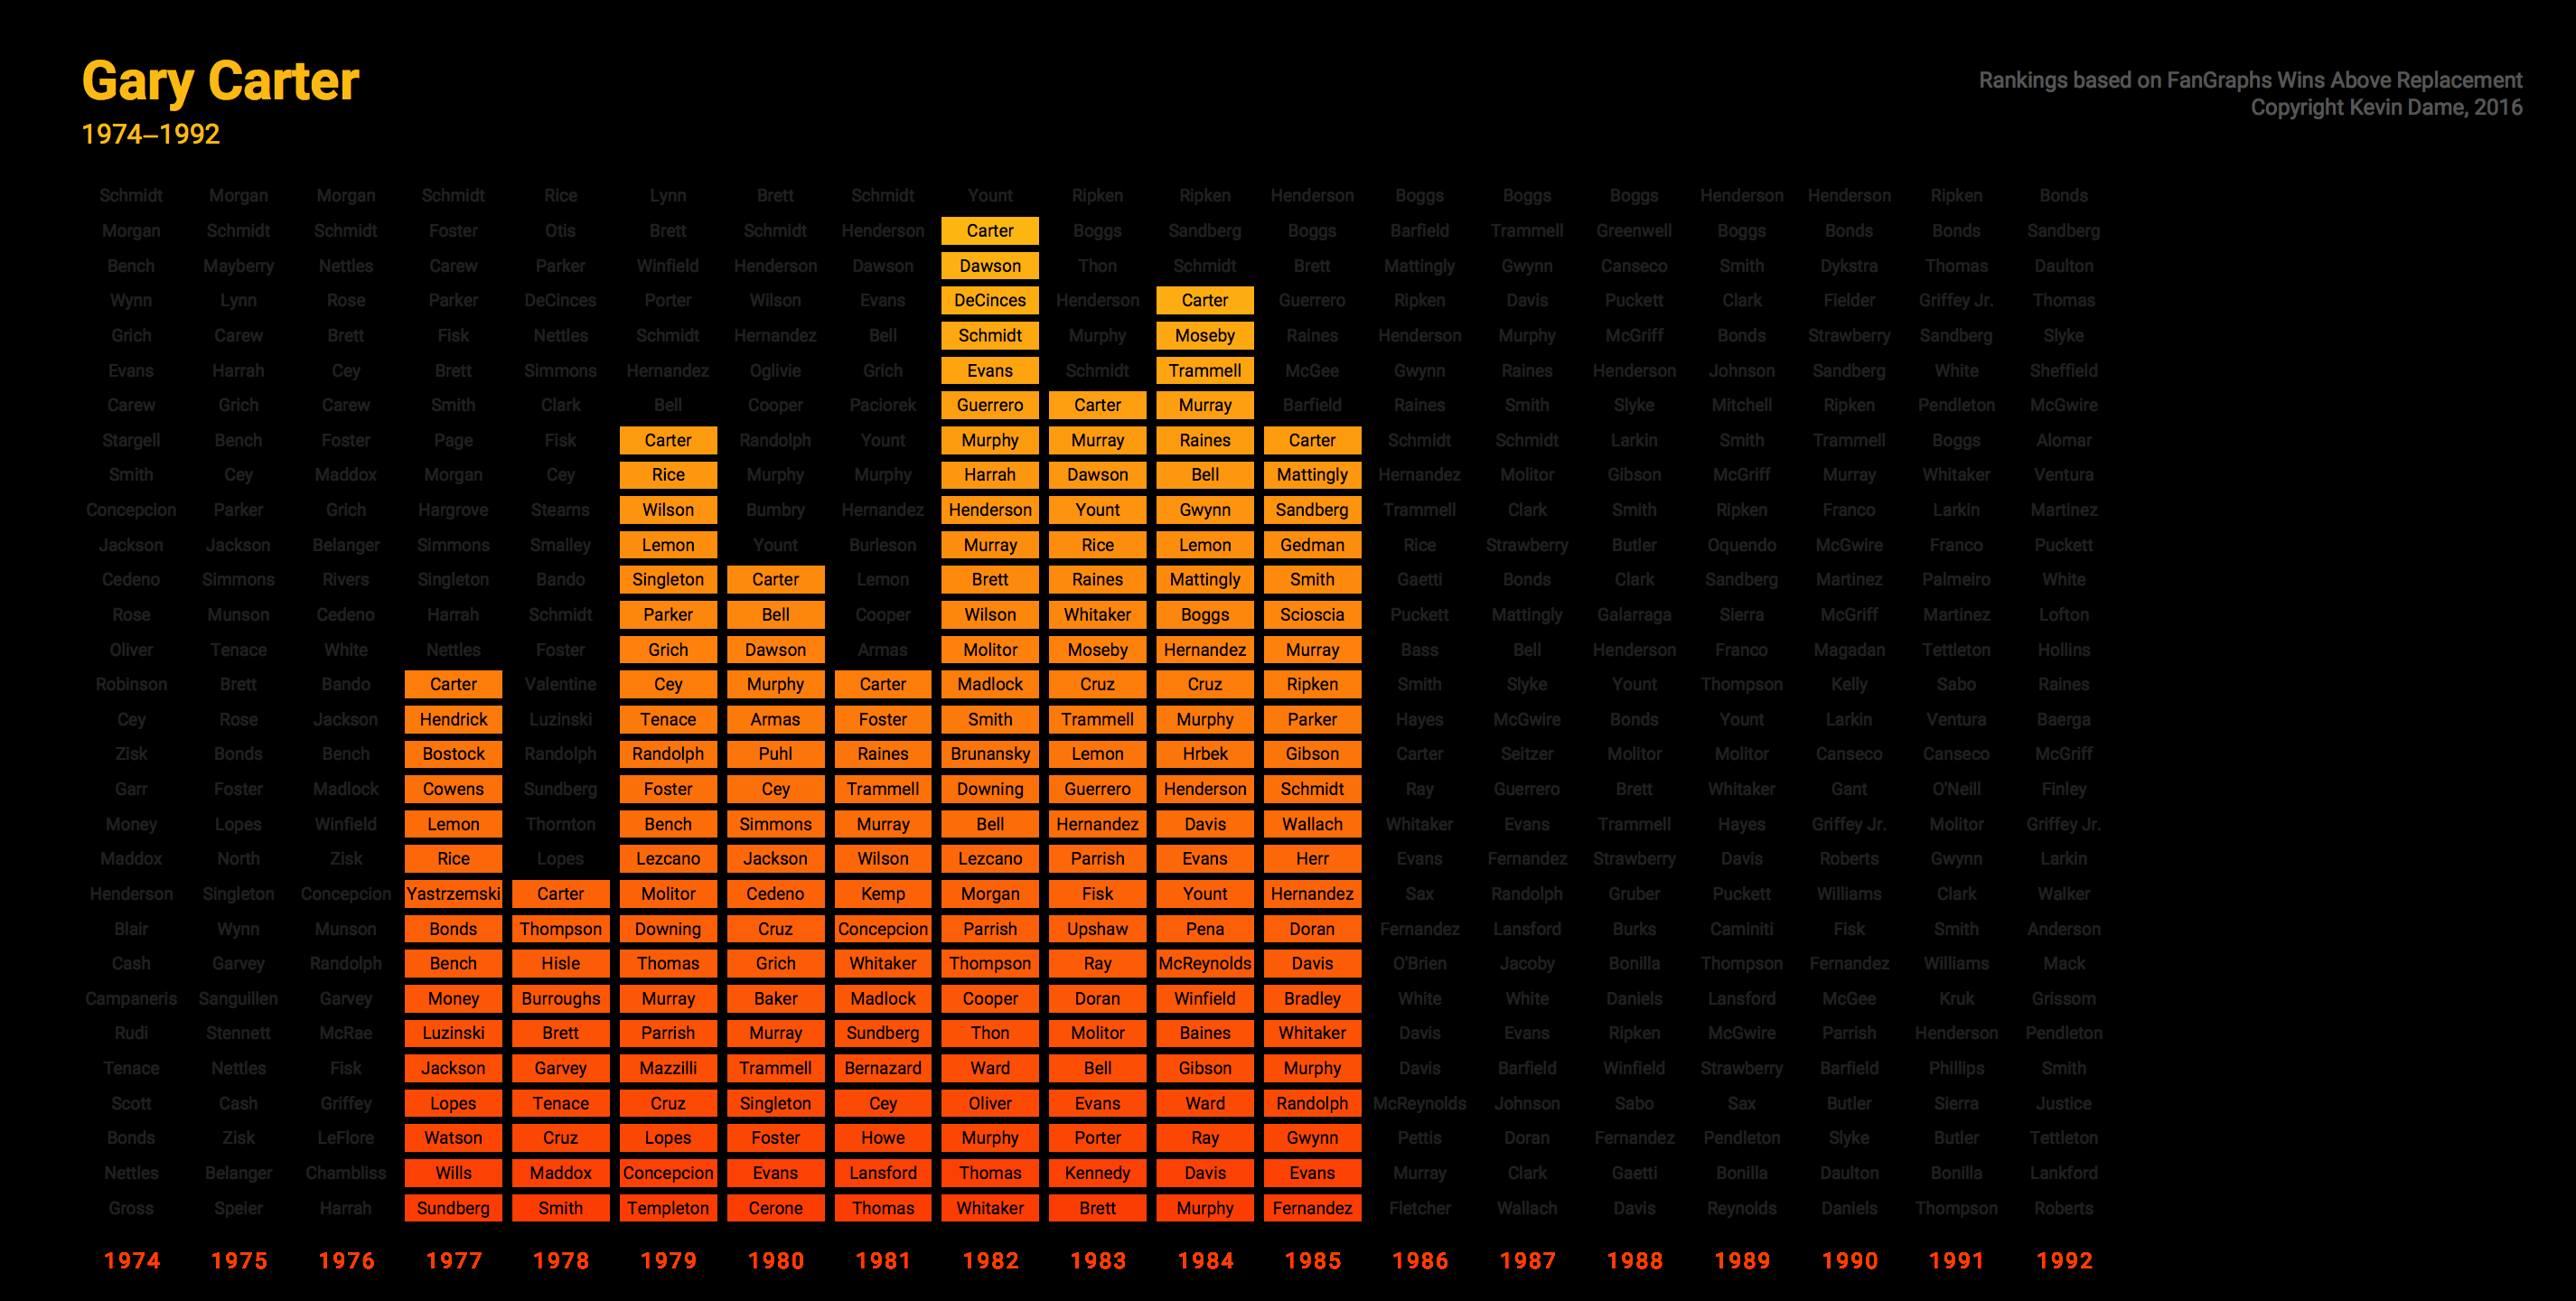 Gary Carter
1974–1992
Rankings based on FanGraphs Wins Above Replacement
Copyright Kevin Dame, 2016
Schmidt Morgan Morgan Schmidt Rice Lynn Brett Schmidt Yount Ripken Ripken Henderson Boggs Boggs Boggs Henderson Henderson Ripken Bonds
Morgan Schmidt Schmidt Foster Otis Brett Schmidt Henderson Carter Boggs Sandberg Boggs Barfield Trammell Greenwell Boggs Bonds Bonds Sandberg
Bench Mayberry Nettles Carew Parker Winfield Henderson Dawson Dawson Thon Schmidt Brett Mattingly Gwynn Canseco Smith Dykstra Thomas Daulton
Wynn Lynn Rose Parker DeCinces Porter Wilson Evans DeCinces Henderson Carter Guerrero Ripken Davis Puckett Clark Fielder Griffey Jr. Thomas
Grich Carew Brett Fisk Nettles Schmidt Hernandez Bell Schmidt Murphy Moseby Raines Henderson Murphy McGriff Bonds Strawberry Sandberg Slyke
Evans Harrah Cey Brett Simmons Hernandez Oglivie Grich Evans Schmidt Trammell McGee Gwynn Raines Henderson Johnson Sandberg White Sheffield
Carew Grich Carew Smith Clark Bell Cooper Paciorek Guerrero Carter Murray Barfield Raines Smith Slyke Mitchell Ripken Pendleton McGwire
Stargell Bench Foster Page Fisk Carter Randolph Yount Murphy Murray Raines Carter Schmidt Schmidt Larkin Smith Trammell Boggs Alomar
Smith Cey Maddox Morgan Cey Rice Murphy Murphy Harrah Dawson Bell Mattingly Hernandez Molitor Gibson McGriff Murray Whitaker Ventura
Concepcion Parker Grich Hargrove Stearns Wilson Bumbry Hernandez Henderson Yount Gwynn Sandberg Trammell Clark Smith Ripken Franco Larkin Martinez
Jackson Jackson Belanger Simmons Smalley Lemon Yount Burleson Murray Rice Lemon Gedman Rice Strawberry Butler Oquendo McGwire Franco Puckett
Cedeno Simmons Rivers Singleton Bando Singleton Carter Lemon Brett Raines Mattingly Smith Gaetti Bonds Clark Sandberg Martinez Palmeiro White
Rose Munson Cedeno Harrah Schmidt Parker Bell Cooper Wilson Whitaker Boggs Scioscia Puckett Mattingly Galarraga Sierra McGriff Martinez Lofton
Oliver Tenace White Nettles Foster Grich Dawson Armas Molitor Moseby Hernandez Murray Bass Bell Henderson Franco Magadan Tettleton Hollins
Robinson Brett Bando Carter Valentine Cey Murphy Carter Madlock Cruz Cruz Ripken Smith Slyke Yount Thompson Kelly Sabo Raines
Cey Rose Jackson Hendrick Luzinski Tenace Armas Foster Smith Trammell Murphy Parker Hayes McGwire Bonds Yount Larkin Ventura Baerga
Zisk Bonds Bench Bostock Randolph Randolph Puhl Raines Brunansky Lemon Hrbek Gibson Carter Seitzer Molitor Molitor Canseco Canseco McGriff
Garr Foster Madlock Cowens Sundberg Foster Cey Trammell Downing Guerrero Henderson Schmidt Ray Guerrero Brett Whitaker Gant O'Neill Finley
Money Lopes Winfield Lemon Thornton Bench Simmons Murray Bell Hernandez Davis Wallach Whitaker Evans Trammell Hayes Griffey Jr. Molitor Griffey Jr.
Maddox North Zisk Rice Lopes Lezcano Jackson Wilson Lezcano Parrish Evans Herr Evans Fernandez Strawberry Davis Roberts Gwynn Larkin
Henderson Singleton Concepcion Yastrzemski Carter Molitor Cedeno Kemp Morgan Fisk Yount Hernandez Sax Randolph Gruber Puckett Williams Clark Walker
Blair Wynn Munson Bonds Thompson Downing Cruz Concepcion Parrish Upshaw Pena Doran Fernandez Lansford Burks Caminiti Fisk Smith Anderson
Cash Garvey Randolph Bench Hisle Thomas Grich Whitaker Thompson Ray McReynolds Davis O'Brien Jacoby Bonilla Thompson Fernandez Williams Mack
Campaneris Sanguillen Garvey Money Burroughs Murray Baker Madlock Cooper Doran Winfield Bradley White White Daniels Lansford McGee Kruk Grissom
Rudi Stennett McRae Luzinski Brett Parrish Murray Sundberg Thon Molitor Baines Whitaker Davis Evans Ripken McGwire Parrish Henderson Pendleton
Tenace Nettles Fisk Jackson Garvey Mazzilli Trammell Bernazard Ward Bell Gibson Murphy Davis Barfield Winfield Strawberry Barfield Phillips Smith
Scott Cash Griffey Lopes Tenace Cruz Singleton Cey Oliver Evans Ward Randolph McReynolds Johnson Sabo Sax Butler Sierra Justice
Bonds Zisk LeFlore Watson Cruz Lopes Foster Howe Murphy Porter Ray Gwynn Pettis Doran Fernandez Pendleton Slyke Butler Tettleton
Nettles Belanger Chambliss Wills Maddox Concepcion Evans Lansford Thomas Kennedy Davis Evans Murray Clark Gaetti Bonilla Daulton Bonilla Lankford
Gross Speier Harrah Sundberg Smith Templeton Cerone Thomas Whitaker Brett Murphy Fernandez Fletcher Wallach Davis Reynolds Daniels Thompson Roberts
1974 1975 1976 1977 1978 1979 1980 1981 1982 1983 1984 1985 1986 1987 1988 1989 1990 1991 1992